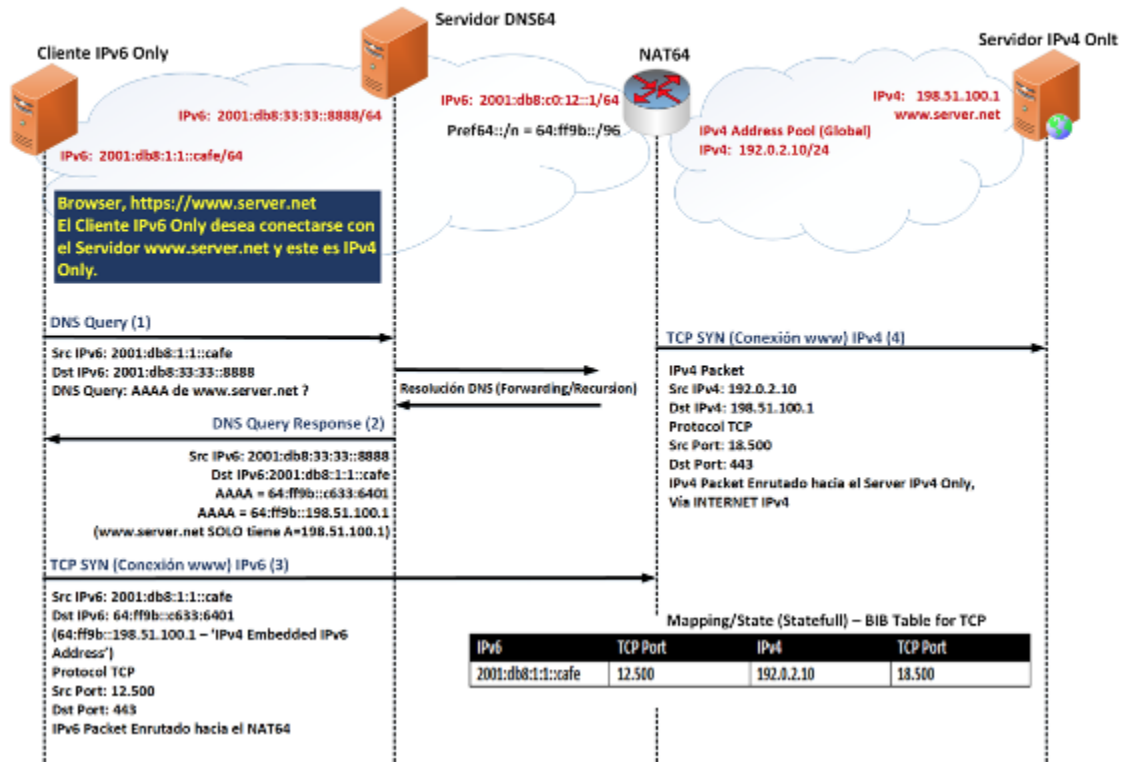 Servidor DNS64
Cliente IPv6 Only
NAT64
Servidor IPv4 Onlt
IPv6: 2001:db8:33:33::8888/64
IPv6: 2001:db8:1:1::cafe/64
IPv6: 2001:db8:c0:12::1/64
Pref64::/n = 64:ff9b::/96
IPv4: 198.51.100.1
www.server.net
IPv4 Address Pool (Global)
IPv4: 192.0.2.10/24
Browser, https://www.server.net
El Cliente IPv6 Only desea conectarse con
el Servidor www.server.net y este es IPv4
Only.
DNS Query (1)
Src IPv6: 2001:db8:1:1::cafe
Dst IPv6: 2001:db8:33:33::8888
DNS Query: AAAA de www.server.net ?
Resolución DNS (Forwarding/Recursion)
DNS Query Response (2)
Src IPv6: 2001:db8:33:33::8888
Dst IPv6:2001:db8:1:1::cafe
AAAA = 64:ff9b::c633:6401
AAAA = 64:ff9b::198.51.100.1
(www.server.net SOLO tiene A=198.51.100.1)
TCP SYN (Conexión www) IPv6 (3)
Src IPv6: 2001:db8:1:1::cafe
Dst IPv6: 64:ff9b::c633:6401
(64:ff9b::198.51.100.1 – 'IPv4 Embedded IPv6
Address')
Protocol TCP
Src Port: 12.500
Dst Port: 443
IPv6 Packet Enrutado hacia el NAT64
TCP SYN (Conexión www) IPv4 (4)
IPv4 Packet
Src IPv4: 192.0.2.10
Dst IPv4: 198.51.100.1
Protocol TCP
Src Port: 18.500
Dst Port: 443
IPv4 Packet Enrutado hacia el Server IPv4 Only,
Vía INTERNET IPv4
Mapping/State (Statefull) – BIB Table for TCP
IPv6 TCP Port IPv4 TCP Port
2001:db8:1:1::cafe 12.500 192.0.2.10 18.500